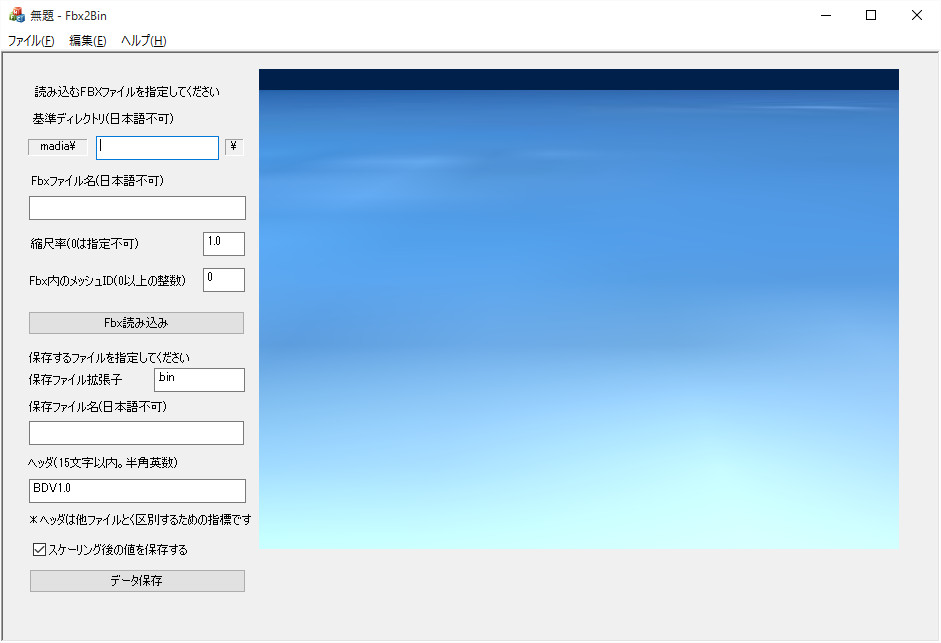 無題 - Fbx2Bin
ファイル(F) 編集(E) ヘルプ(H)
読み込むFBXファイルを指定してください
基準ディレクトリ(日本語不可)
madia¥ ¥
Fbxファイル名(日本語不可)
縮尺率(0は指定不可) 1.0
Fbx内のメッシュID(0以上の整数) 0
Fbx読み込み
保存するファイルを指定してください
保存ファイル拡張子 .bin
保存ファイル名(日本語不可)
ヘッダ(15文字以内。半角英数)
BDV1.0
*ヘッダは他ファイルとく区別するための指標です
スケーリング後の値を保存する
データ保存